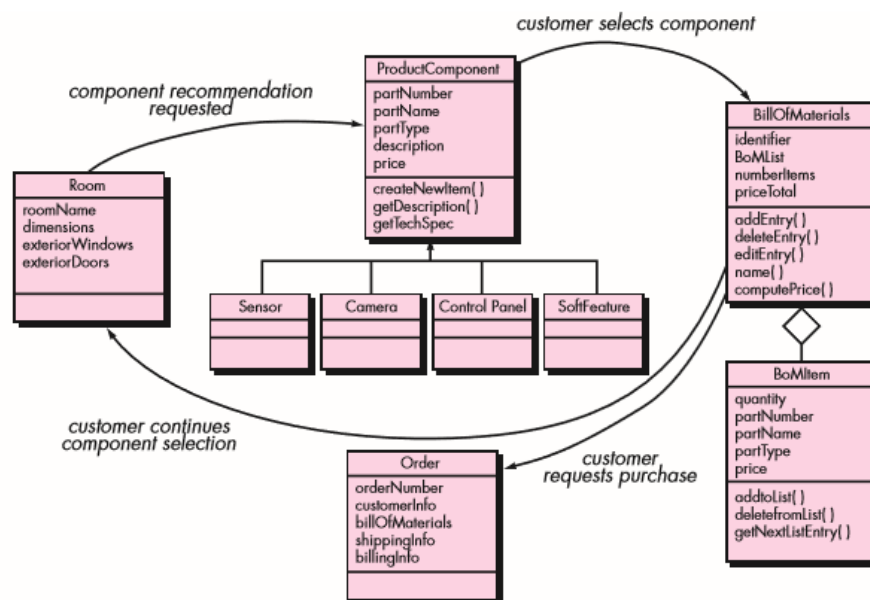 customer selects component
component recommendation
requested
ProductComponent
partNumber
partName
partType
description
price
createNewItem( )
getDescription( )
getTechSpec
BillOfMaterials
identifier
BoMList
numberItems
priceTotal
addEntry( )
deleteEntry( )
editEntry( )
name( )
computePrice( )
Room
roomName
dimensions
exteriorWindows
exteriorDoors
Sensor
Camera
Control Panel
SoftFeature
BoMItem
quantity
partNumber
partName
partType
price
addtoList( )
deletefromList( )
getNextListEntry( )
customer continues
component selection
customer
requests purchase
Order
orderNumber
customerInfo
billOfMaterials
shippingInfo
billingInfo